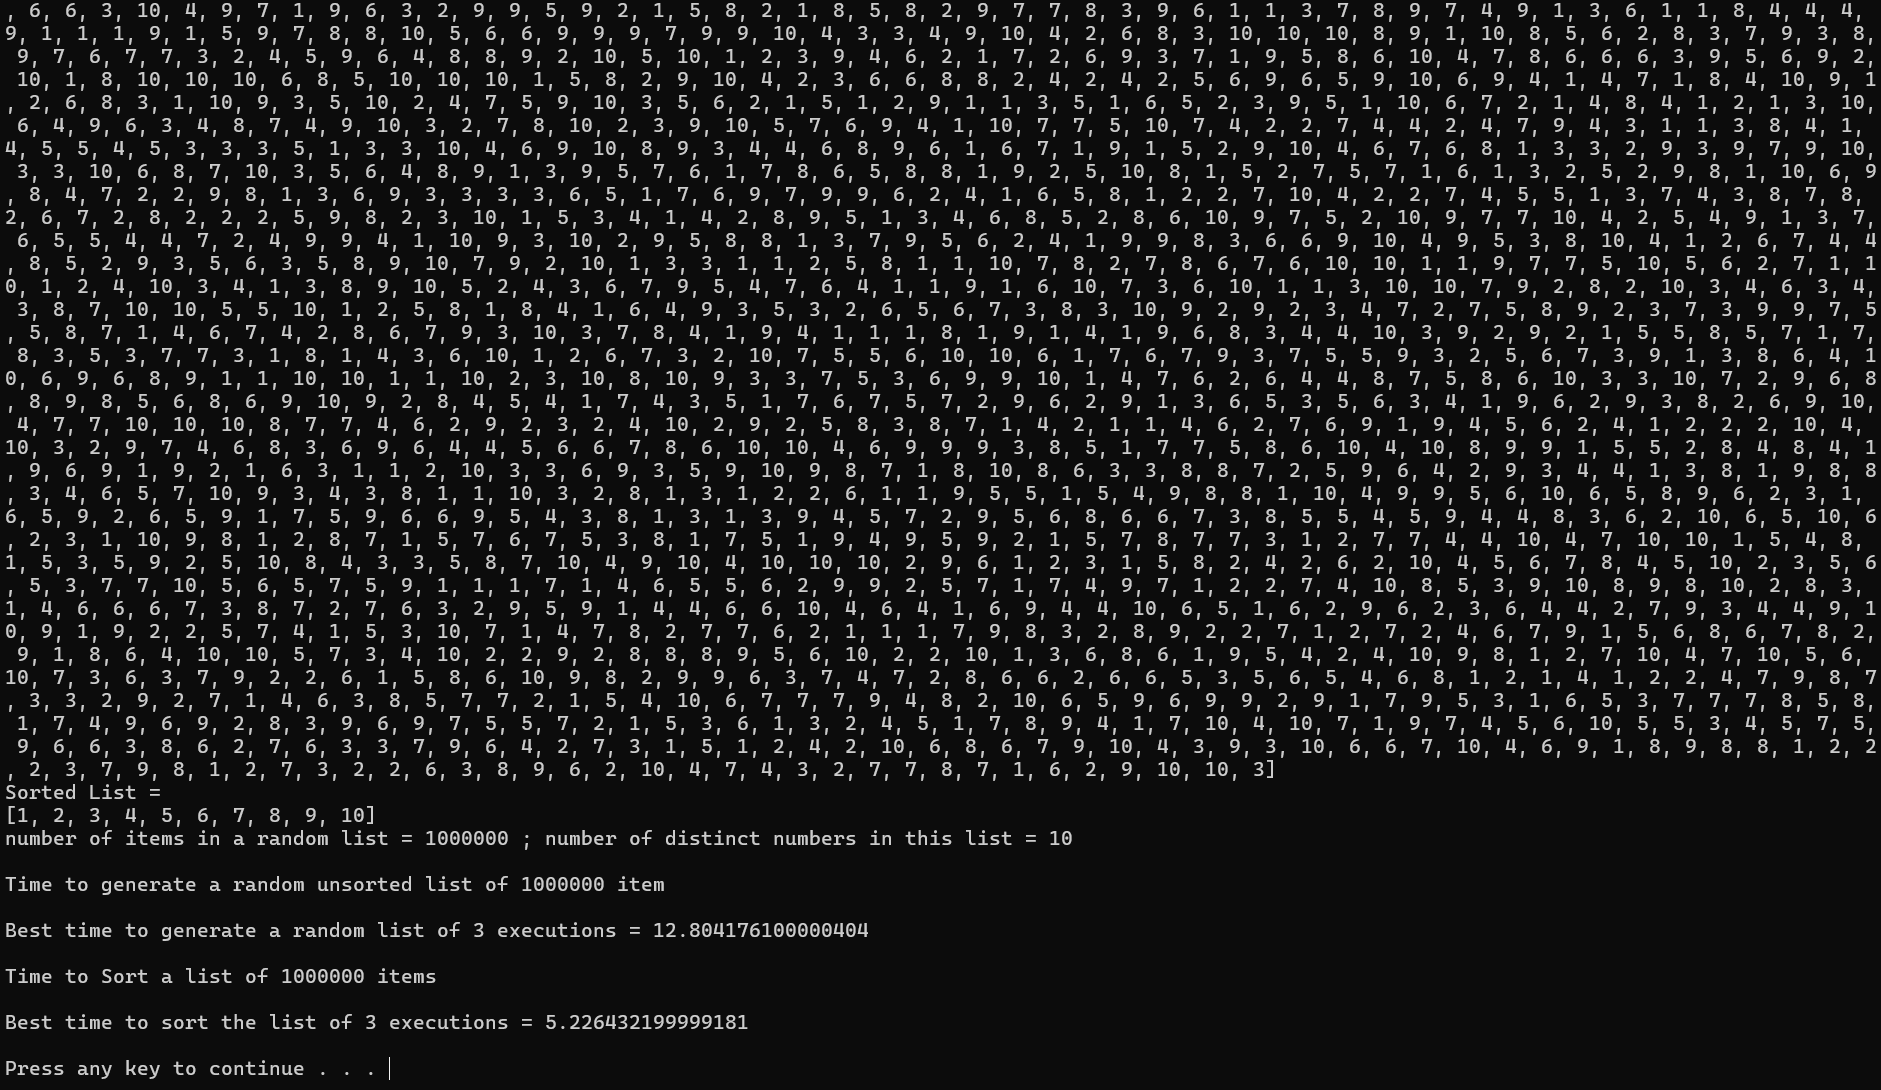 , 6, 6, 3, 10, 4, 9, 7, 1, 9, 6, 3, 2, 9, 9, 5, 9, 2, 1, 5, 8, 2, 1, 8, 5, 8, 2, 9, 7, 7, 8, 3, 9, 6, 1, 1, 3, 7, 8, 9, 7, 4, 9, 1, 3, 6, 1, 1, 8, 4, 4, 4,
9, 1, 1, 1, 9, 1, 5, 9, 7, 8, 8, 10, 5, 6, 6, 9, 9, 9, 7, 9, 9, 10, 4, 3, 3, 4, 9, 10, 4, 2, 6, 8, 3, 10, 10, 10, 8, 9, 1, 10, 8, 5, 6, 2, 8, 3, 7, 9, 3, 8,
9, 7, 6, 7, 7, 3, 2, 4, 5, 9, 6, 4, 8, 8, 9, 2, 10, 5, 10, 1, 2, 3, 9, 4, 6, 2, 1, 7, 2, 6, 9, 3, 7, 1, 9, 5, 8, 6, 10, 4, 7, 8, 6, 6, 6, 3, 9, 5, 6, 9, 2,
10, 1, 8, 10, 10, 10, 6, 8, 5, 10, 10, 10, 1, 5, 8, 2, 9, 10, 4, 2, 3, 6, 6, 8, 8, 2, 4, 2, 4, 2, 5, 6, 9, 6, 5, 9, 10, 6, 9, 4, 1, 4, 7, 1, 8, 4, 10, 9, 1
, 2, 6, 8, 3, 1, 10, 9, 3, 5, 10, 2, 4, 7, 5, 9, 10, 3, 5, 6, 2, 1, 5, 1, 2, 9, 1, 1, 3, 5, 1, 6, 5, 2, 3, 9, 5, 1, 10, 6, 7, 2, 1, 4, 8, 4, 1, 2, 1, 3, 10,
6, 4, 9, 6, 3, 4, 8, 7, 4, 9, 10, 3, 2, 7, 8, 10, 2, 3, 9, 10, 5, 7, 6, 9, 4, 1, 10, 7, 7, 5, 10, 7, 4, 2, 2, 7, 4, 4, 2, 4, 7, 9, 4, 3, 1, 1, 3, 8, 4, 1,
4, 5, 5, 4, 5, 3, 3, 3, 5, 1, 3, 3, 10, 4, 6, 9, 10, 8, 9, 3, 4, 4, 6, 8, 9, 6, 1, 6, 7, 1, 9, 1, 5, 2, 9, 10, 4, 6, 7, 6, 8, 1, 3, 3, 2, 9, 3, 9, 7, 9, 10,
3, 3, 10, 6, 8, 7, 10, 3, 5, 6, 4, 8, 9, 1, 3, 9, 5, 7, 6, 1, 7, 8, 6, 5, 8, 8, 1, 9, 2, 5, 10, 8, 1, 5, 2, 7, 5, 7, 1, 6, 1, 3, 2, 5, 2, 9, 8, 1, 10, 6, 9
, 8, 4, 7, 2, 2, 9, 8, 1, 3, 6, 9, 3, 3, 3, 3, 6, 5, 1, 7, 6, 9, 7, 9, 9, 6, 2, 4, 1, 6, 5, 8, 1, 2, 2, 7, 10, 4, 2, 2, 7, 4, 5, 5, 1, 3, 7, 4, 3, 8, 7, 8,
2, 6, 7, 2, 8, 2, 2, 2, 5, 9, 8, 2, 3, 10, 1, 5, 3, 4, 1, 4, 2, 8, 9, 5, 1, 3, 4, 6, 8, 5, 2, 8, 6, 10, 9, 7, 5, 2, 10, 9, 7, 7, 10, 4, 2, 5, 4, 9, 1, 3, 7,
6, 5, 5, 4, 4, 7, 2, 4, 9, 9, 4, 1, 10, 9, 3, 10, 2, 9, 5, 8, 8, 1, 3, 7, 9, 5, 6, 2, 4, 1, 9, 9, 8, 3, 6, 6, 9, 10, 4, 9, 5, 3, 8, 10, 4, 1, 2, 6, 7, 4, 4
, 8, 5, 2, 9, 3, 5, 6, 3, 5, 8, 9, 10, 7, 9, 2, 10, 1, 3, 3, 1, 1, 2, 5, 8, 1, 1, 10, 7, 8, 2, 7, 8, 6, 7, 6, 10, 10, 1, 1, 9, 7, 7, 5, 10, 5, 6, 2, 7, 1, 1
0, 1, 2, 4, 10, 3, 4, 1, 3, 8, 9, 10, 5, 2, 4, 3, 6, 7, 9, 5, 4, 7, 6, 4, 1, 1, 9, 1, 6, 10, 7, 3, 6, 10, 1, 1, 3, 10, 10, 7, 9, 2, 8, 2, 10, 3, 4, 6, 3, 4,
3, 8, 7, 10, 10, 5, 5, 10, 1, 2, 5, 8, 1, 8, 4, 1, 6, 4, 9, 3, 5, 3, 2, 6, 5, 6, 7, 3, 8, 3, 10, 9, 2, 9, 2, 3, 4, 7, 2, 7, 5, 8, 9, 2, 3, 7, 3, 9, 9, 7, 5
, 5, 8, 7, 1, 4, 6, 7, 4, 2, 8, 6, 7, 9, 3, 10, 3, 7, 8, 4, 1, 9, 4, 1, 1, 1, 8, 1, 9, 1, 4, 1, 9, 6, 8, 3, 4, 4, 10, 3, 9, 2, 9, 2, 1, 5, 5, 8, 5, 7, 1, 7,
8, 3, 5, 3, 7, 7, 3, 1, 8, 1, 4, 3, 6, 10, 1, 2, 6, 7, 3, 2, 10, 7, 5, 5, 6, 10, 10, 6, 1, 7, 6, 7, 9, 3, 7, 5, 5, 9, 3, 2, 5, 6, 7, 3, 9, 1, 3, 8, 6, 4, 1
0, 6, 9, 6, 8, 9, 1, 1, 10, 10, 1, 1, 10, 2, 3, 10, 8, 10, 9, 3, 3, 7, 5, 3, 6, 9, 9, 10, 1, 4, 7, 6, 2, 6, 4, 4, 8, 7, 5, 8, 6, 10, 3, 3, 10, 7, 2, 9, 6, 8
, 8, 9, 8, 5, 6, 8, 6, 9, 10, 9, 2, 8, 4, 5, 4, 1, 7, 4, 3, 5, 1, 7, 6, 7, 5, 7, 2, 9, 6, 2, 9, 1, 3, 6, 5, 3, 5, 6, 3, 4, 1, 9, 6, 2, 9, 3, 8, 2, 6, 9, 10,
4, 7, 7, 10, 10, 10, 8, 7, 7, 4, 6, 2, 9, 2, 3, 2, 4, 10, 2, 9, 2, 5, 8, 3, 8, 7, 1, 4, 2, 1, 1, 4, 6, 2, 7, 6, 9, 1, 9, 4, 5, 6, 2, 4, 1, 2, 2, 2, 10, 4,
10, 3, 2, 9, 7, 4, 6, 8, 3, 6, 9, 6, 4, 4, 5, 6, 6, 7, 8, 6, 10, 10, 4, 6, 9, 9, 9, 3, 8, 5, 1, 7, 7, 5, 8, 6, 10, 4, 10, 8, 9, 9, 1, 5, 5, 2, 8, 4, 8, 4, 1
, 9, 6, 9, 1, 9, 2, 1, 6, 3, 1, 1, 2, 10, 3, 3, 6, 9, 3, 5, 9, 10, 9, 8, 7, 1, 8, 10, 8, 6, 3, 3, 8, 8, 7, 2, 5, 9, 6, 4, 2, 9, 3, 4, 4, 1, 3, 8, 1, 9, 8, 8
, 3, 4, 6, 5, 7, 10, 9, 3, 4, 3, 8, 1, 1, 10, 3, 2, 8, 1, 3, 1, 2, 2, 6, 1, 1, 9, 5, 5, 1, 5, 4, 9, 8, 8, 1, 10, 4, 9, 9, 5, 6, 10, 6, 5, 8, 9, 6, 2, 3, 1,
6, 5, 9, 2, 6, 5, 9, 1, 7, 5, 9, 6, 6, 9, 5, 4, 3, 8, 1, 3, 1, 3, 9, 4, 5, 7, 2, 9, 5, 6, 8, 6, 6, 7, 3, 8, 5, 5, 4, 5, 9, 4, 4, 8, 3, 6, 2, 10, 6, 5, 10, 6
, 2, 3, 1, 10, 9, 8, 1, 2, 8, 7, 1, 5, 7, 6, 7, 5, 3, 8, 1, 7, 5, 1, 9, 4, 9, 5, 9, 2, 1, 5, 7, 8, 7, 7, 3, 1, 2, 7, 7, 4, 4, 10, 4, 7, 10, 10, 1, 5, 4, 8,
1, 5, 3, 5, 9, 2, 5, 10, 8, 4, 3, 3, 5, 8, 7, 10, 4, 9, 10, 4, 10, 10, 10, 2, 9, 6, 1, 2, 3, 1, 5, 8, 2, 4, 2, 6, 2, 10, 4, 5, 6, 7, 8, 4, 5, 10, 2, 3, 5, 6
, 5, 3, 7, 7, 10, 5, 6, 5, 7, 5, 9, 1, 1, 1, 7, 1, 4, 6, 5, 5, 6, 2, 9, 9, 2, 5, 7, 1, 7, 4, 9, 7, 1, 2, 2, 7, 4, 10, 8, 5, 3, 9, 10, 8, 9, 8, 10, 2, 8, 3,
1, 4, 6, 6, 6, 7, 3, 8, 7, 2, 7, 6, 3, 2, 9, 5, 9, 1, 4, 4, 6, 6, 10, 4, 6, 4, 1, 6, 9, 4, 4, 10, 6, 5, 1, 6, 2, 9, 6, 2, 3, 6, 4, 4, 2, 7, 9, 3, 4, 4, 9, 1
0, 9, 1, 9, 2, 2, 5, 7, 4, 1, 5, 3, 10, 7, 1, 4, 7, 8, 2, 7, 7, 6, 2, 1, 1, 1, 7, 9, 8, 3, 2, 8, 9, 2, 2, 7, 1, 2, 7, 2, 4, 6, 7, 9, 1, 5, 6, 8, 6, 7, 8, 2,
9, 1, 8, 6, 4, 10, 10, 5, 7, 3, 4, 10, 2, 2, 9, 2, 8, 8, 8, 9, 5, 6, 10, 2, 2, 10, 1, 3, 6, 8, 6, 1, 9, 5, 4, 2, 4, 10, 9, 8, 1, 2, 7, 10, 4, 7, 10, 5, 6,
10, 7, 3, 6, 3, 7, 9, 2, 2, 6, 1, 5, 8, 6, 10, 9, 8, 2, 9, 9, 6, 3, 7, 4, 7, 2, 8, 6, 6, 2, 6, 6, 5, 3, 5, 6, 5, 4, 6, 8, 1, 2, 1, 4, 1, 2, 2, 4, 7, 9, 8, 7
, 3, 3, 2, 9, 2, 7, 1, 4, 6, 3, 8, 5, 7, 7, 2, 1, 5, 4, 10, 6, 7, 7, 7, 9, 4, 8, 2, 10, 6, 5, 9, 6, 9, 9, 2, 9, 1, 7, 9, 5, 3, 1, 6, 5, 3, 7, 7, 7, 8, 5, 8,
1, 7, 4, 9, 6, 9, 2, 8, 3, 9, 6, 9, 7, 5, 5, 7, 2, 1, 5, 3, 6, 1, 3, 2, 4, 5, 1, 7, 8, 9, 4, 1, 7, 10, 4, 10, 7, 1, 9, 7, 4, 5, 6, 10, 5, 5, 3, 4, 5, 7, 5,
9, 6, 6, 3, 8, 6, 2, 7, 6, 3, 3, 7, 9, 6, 4, 2, 7, 3, 1, 5, 1, 2, 4, 2, 10, 6, 8, 6, 7, 9, 10, 4, 3, 9, 3, 10, 6, 6, 7, 10, 4, 6, 9, 1, 8, 9, 8, 8, 1, 2, 2
, 2, 3, 7, 9, 8, 1, 2, 7, 3, 2, 2, 6, 3, 8, 9, 6, 2, 10, 4, 7, 4, 3, 2, 7, 7, 8, 7, 1, 6, 2, 9, 10, 10, 3]
Sorted List =
[1, 2, 3, 4, 5, 6, 7, 8, 9, 10]
number of items in a random list = 1000000 ; number of distinct numbers in this list = 10
Time to generate a random unsorted list of 1000000 item
Best time to generate a random list of 3 executions = 12.804176100000404
Time to Sort a list of 1000000 items
Best time to sort the list of 3 executions = 5.226432199999181
Press any key to continue . . .